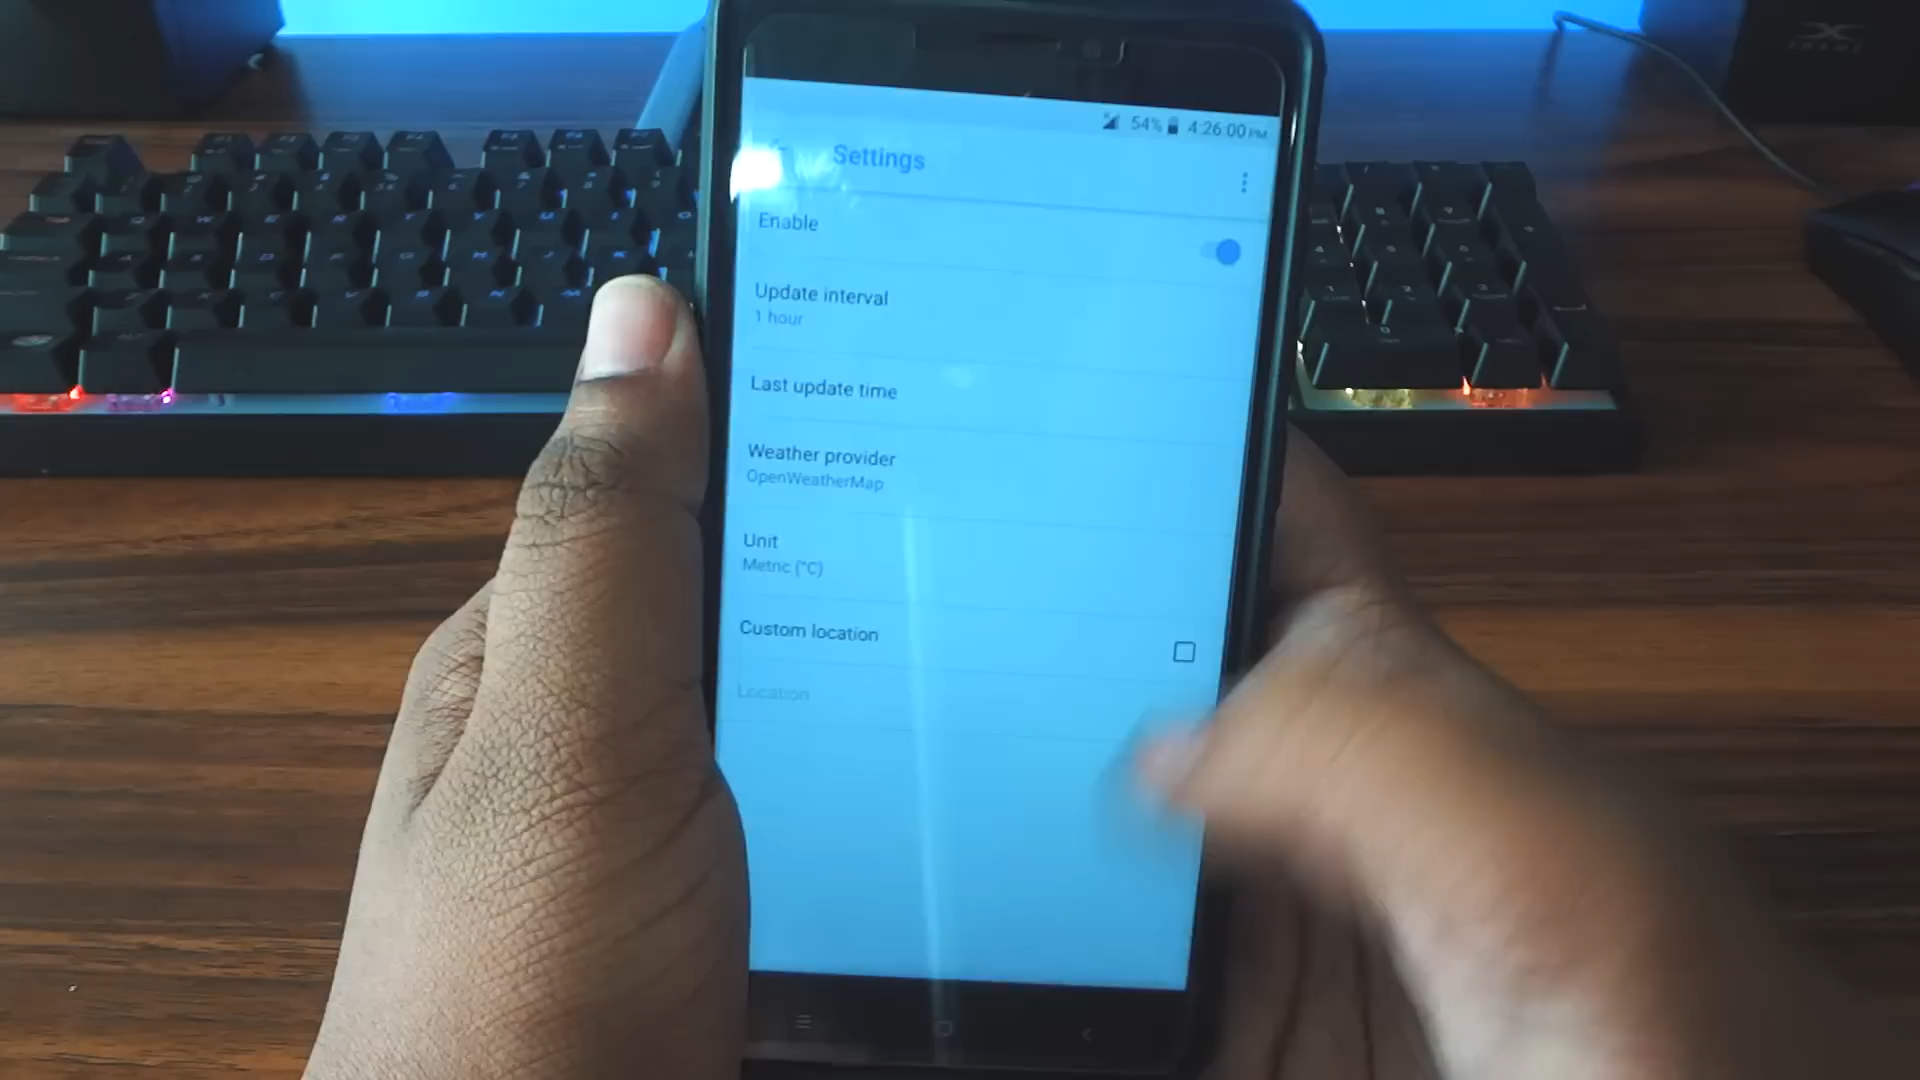 54% 4:26:00 PM
Settings
Enable
Update interval
1 hour
Last update time
Weather provider
OpenWeatherMap
Unit
Metric (°C)
Custom location
Location